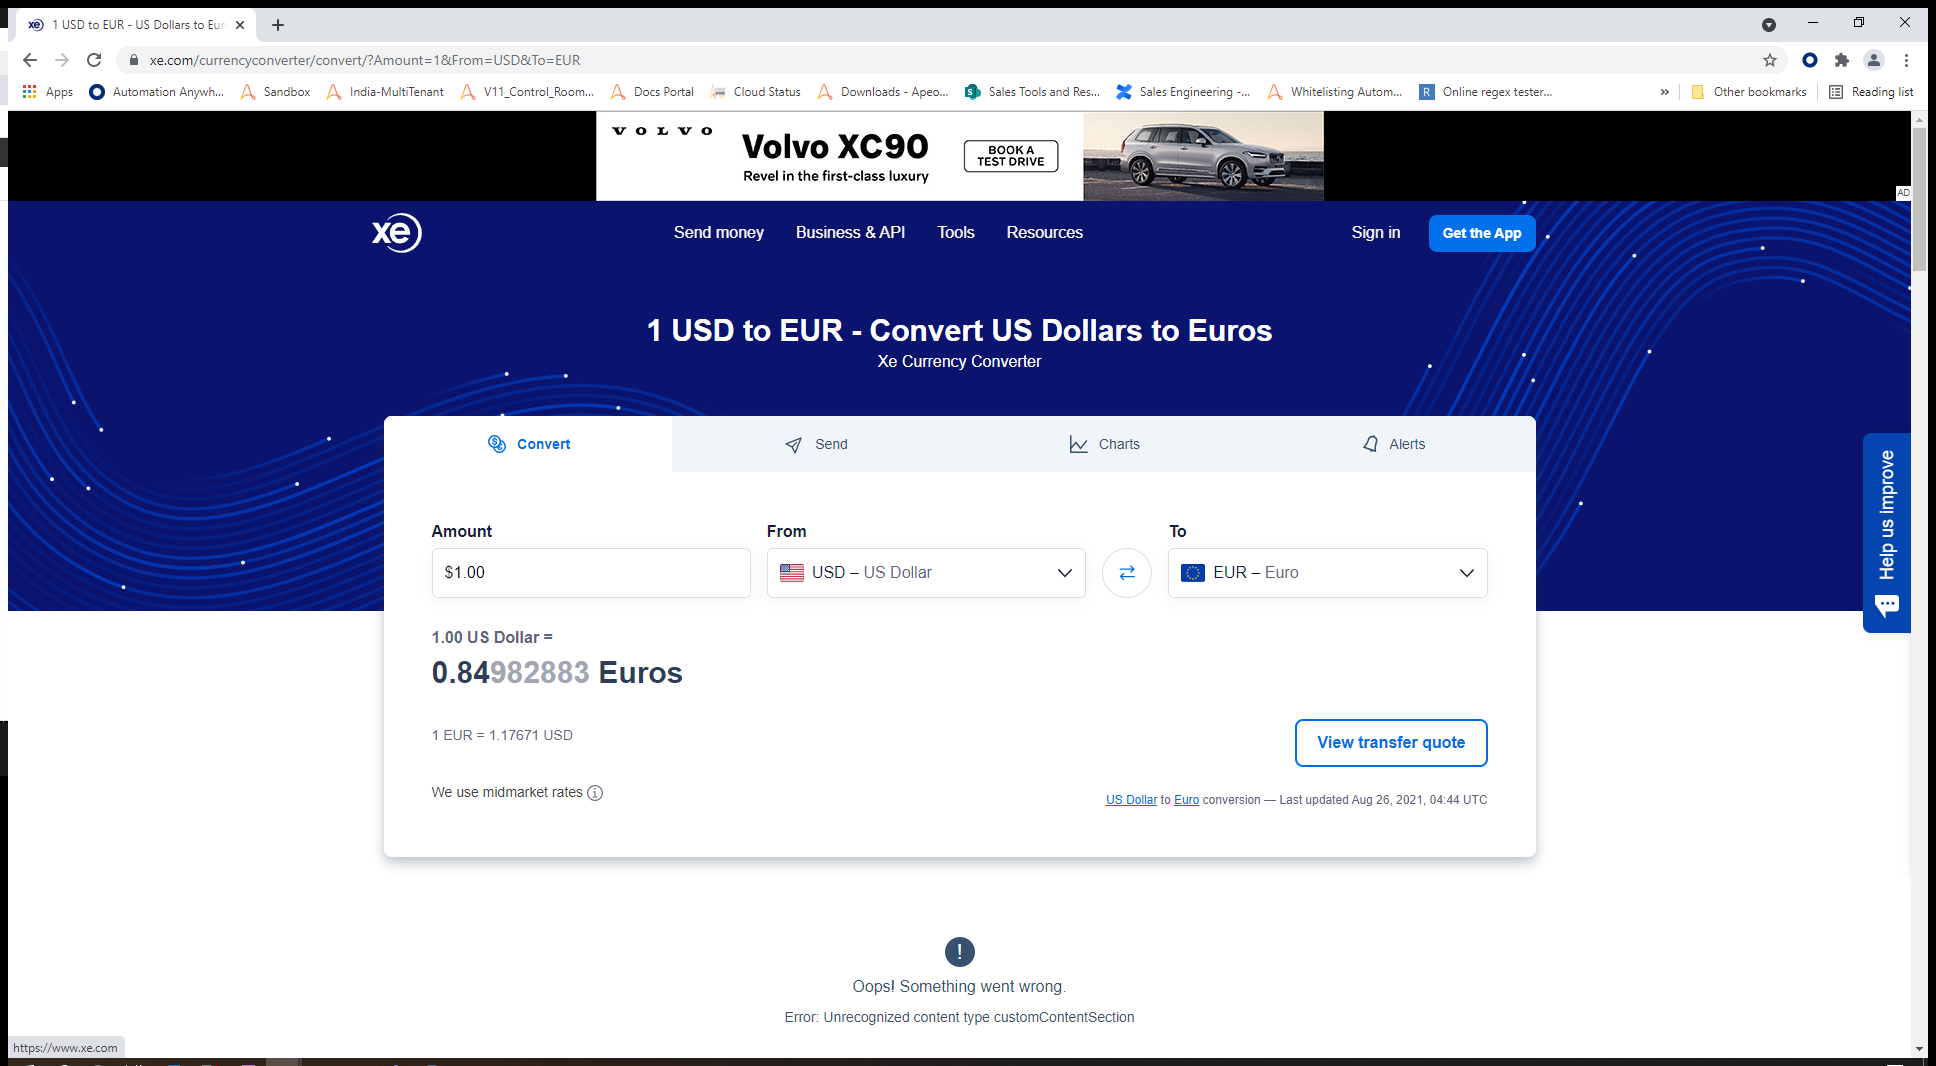 xe 1 USD to EUR - US Dollars to Eur
xe.com/currencyconverter/convert/?Amount=1&From=USD&To=EUR
Apps Automation Anywh... Sandbox India-MultiTenant V11_Control_Room... Docs Portal Cloud Status Downloads - Apeo... Sales Tools and Res... Sales Engineering -... Whitelisting Autom... R Online regex tester... » Other bookmarks Reading list
VOLVO
Volvo XC90
Revel in the first-class luxury
BOOK A
TEST DRIVE
AD
xe Send money Business & API Tools Resources Sign in Get the App
1 USD to EUR - Convert US Dollars to Euros
Xe Currency Converter
Convert Send Charts Alerts
Amount From To
$1.00 USD – US Dollar EUR – Euro
1.00 US Dollar =
0.84982883 Euros
1 EUR = 1.17671 USD
View transfer quote
We use midmarket rates
US Dollar to Euro conversion — Last updated Aug 26, 2021, 04:44 UTC
Help us improve
Oops! Something went wrong.
Error: Unrecognized content type customContentSection
https://www.xe.com